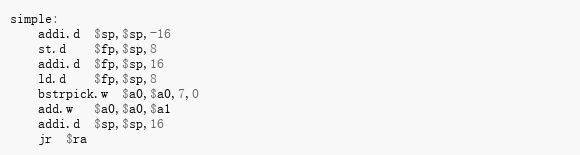 simple:
    addi.d  $sp,$sp,-16
    st.d    $fp,$sp,8
    addi.d  $fp,$sp,16
    ld.d    $fp,$sp,8
    bstrpick.w  $a0,$a0,7,0
    add.w   $a0,$a0,$a1
    addi.d  $sp,$sp,16
    jr  $ra